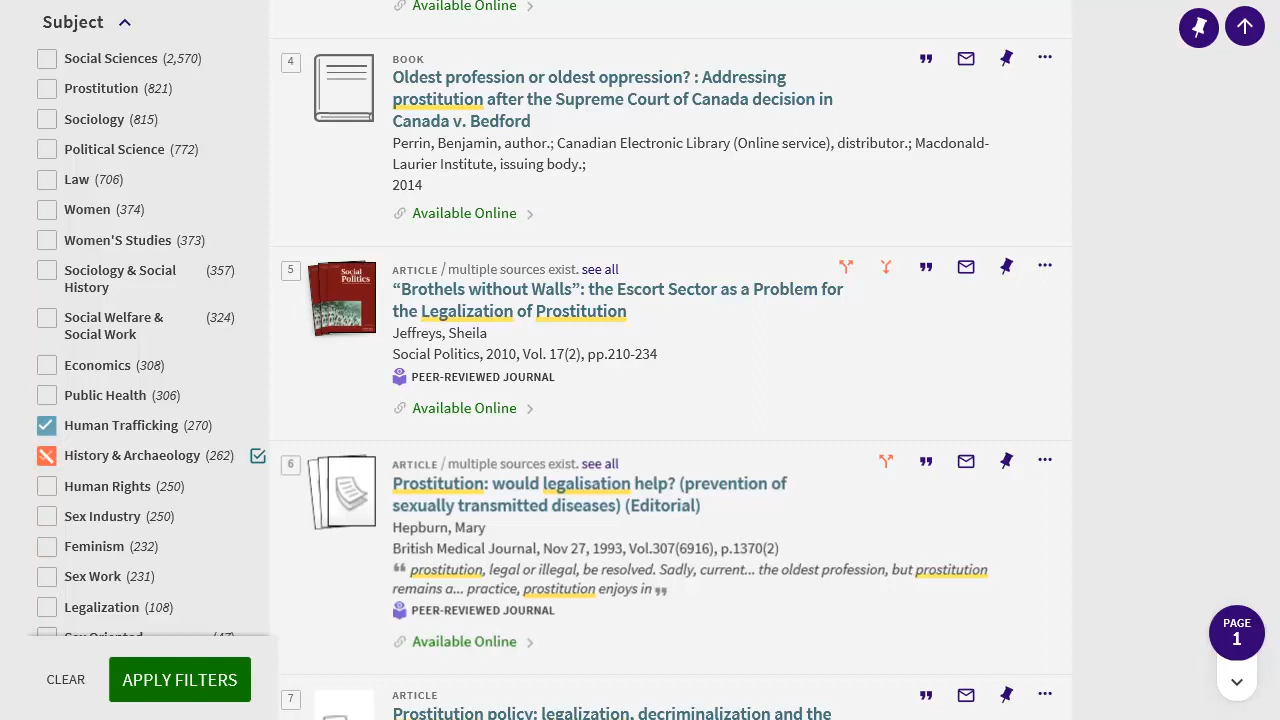 Subject
Social Sciences (2,570)
Prostitution (821)
Sociology (815)
Political Science (772)
Law (706)
Women (374)
Women'S Studies (373)
Sociology & Social (357)
History
Social Welfare & (324)
Social Work
Economics (308)
Public Health (306)
Human Trafficking (270)
History & Archaeology (262)
Human Rights (250)
Sex Industry (250)
Feminism (232)
Sex Work (231)
Legalization (108)
Sex Oriented (47)
CLEAR
APPLY FILTERS
Available Online
4
BOOK
Oldest profession or oldest oppression? : Addressing
prostitution after the Supreme Court of Canada decision in
Canada v. Bedford
Perrin, Benjamin, author.; Canadian Electronic Library (Online service), distributor.; Macdonald-
Laurier Institute, issuing body.;
2014
Available Online
5
Social
Politics
ARTICLE / multiple sources exist. see all
“Brothels without Walls”: the Escort Sector as a Problem for
the Legalization of Prostitution
Jeffreys, Sheila
Social Politics, 2010, Vol. 17(2), pp.210-234
PEER-REVIEWED JOURNAL
Available Online
6
ARTICLE / multiple sources exist. see all
Prostitution: would legalisation help? (prevention of
sexually transmitted diseases) (Editorial)
Hepburn, Mary
British Medical Journal, Nov 27, 1993, Vol.307(6916), p.1370(2)
❝ prostitution, legal or illegal, be resolved. Sadly, current... the oldest profession, but prostitution
remains a... practice, prostitution enjoys in ❞
PEER-REVIEWED JOURNAL
Available Online
7
ARTICLE
Prostitution policy: legalization, decriminalization and the
PAGE
1